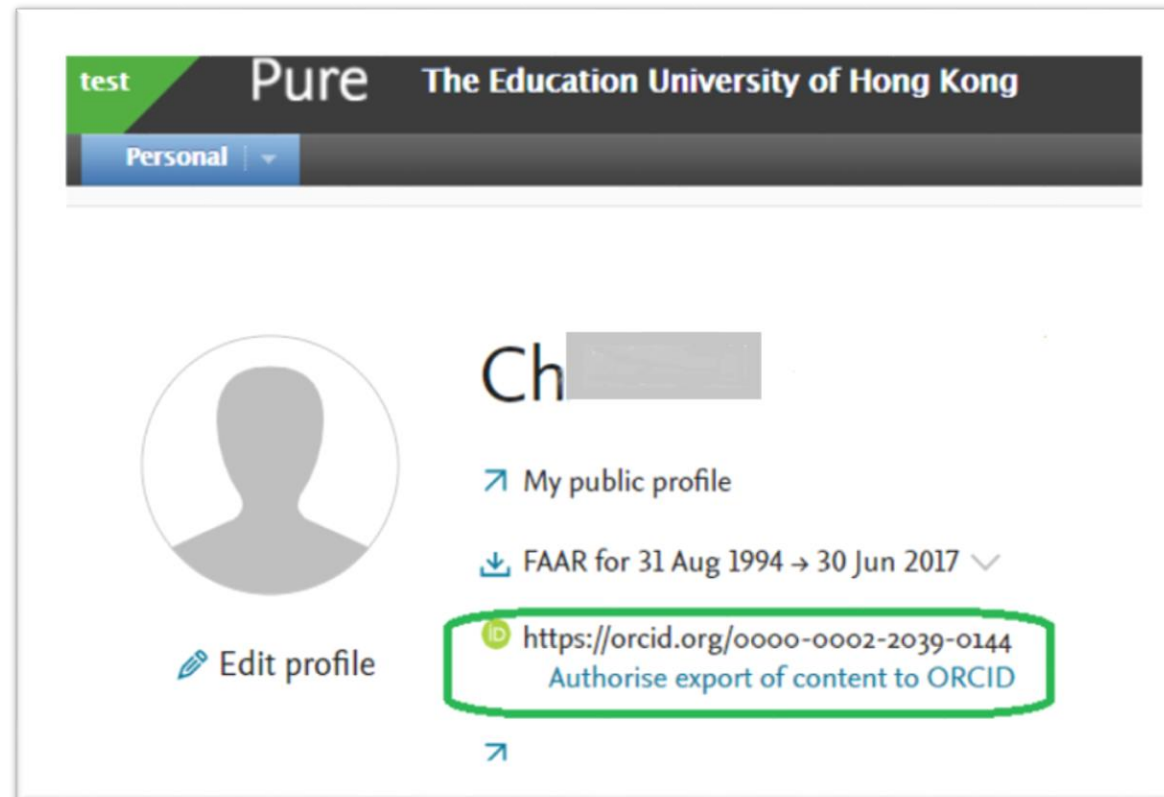 test Pure The Education University of Hong Kong
Personal
Ch
My public profile
FAAR for 31 Aug 1994 → 30 Jun 2017
iD https://orcid.org/0000-0002-2039-0144
Edit profile
Authorise export of content to ORCID